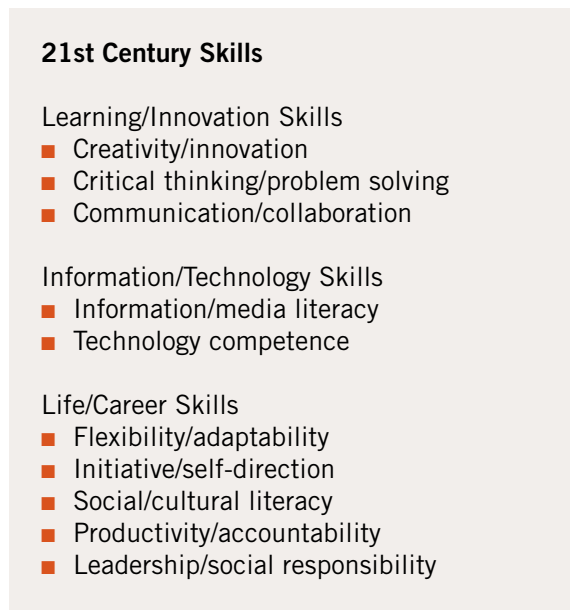 21st Century Skills
Learning/Innovation Skills
■ Creativity/innovation
■ Critical thinking/problem solving
■ Communication/collaboration
Information/Technology Skills
■ Information/media literacy
■ Technology competence
Life/Career Skills
■ Flexibility/adaptability
■ Initiative/self-direction
■ Social/cultural literacy
■ Productivity/accountability
■ Leadership/social responsibility